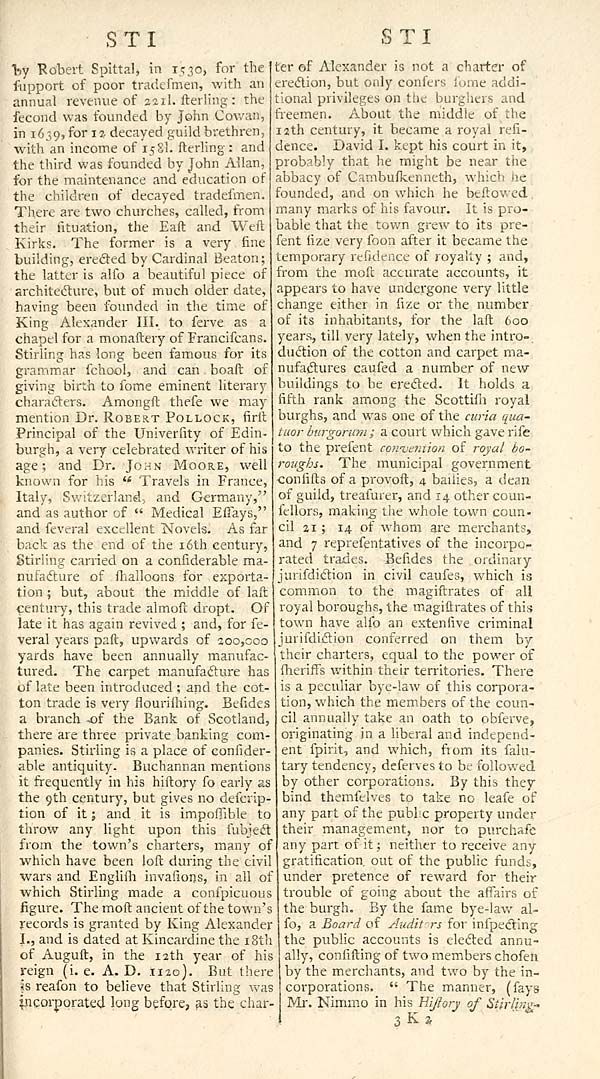 STI
by Robert Spittal, in 1530, for the
ſupport of poor tradeſmen, with an
annual revenue of 221l. ſterling: the
ſecond was founded by John Cowan,
in 1639, for 12 decayed guild brethren,
with an income of 158l. ſterling: and
the third was founded by John Allan,
for the maintenance and education of
the children of decayed tradeſmen.
There are two churches, called, from
their ſituation, the Eaſt and Weſt
Kirks. The former is a very fine
building, erected by Cardinal Beaton;
the latter is alſo a beautiful piece of
architecture, but of much older date,
having been founded in the time of
King Alexander III. to ſerve as a
chapel for a monaſtery of Franciſcans.
Stirling has long been famous for its
grammar ſchool, and can boaſt of
giving birth to ſome eminent literary
characters. Amongſt theſe we may
mention Dr. ROBERT POLLOCK, firſt
Principal of the Univerſity of Edin-
burgh, a very celebrated writer of his
age; and Dr. JOHN MOORE, well
known for his “ Travels in France,
Italy, Switzerland, and Germany,”
and as author of “ Medical Eſſays,”
and ſeveral excellent Novels. As far
back as the end of the 16th century,
Stirling carried on a conſiderable ma-
nufacture of ſhalloons for exporta-
tion; but, about the middle of laſt
century, this trade almoſt dropt. Of
late it has again revived; and, for ſe-
veral years paſt, upwards of 200,000
yards have been annually manufac-
tured. The carpet manufacture has
of late been introduced; and the cot-
ton trade is very flouriſhing. Beſides
a branch of the Bank of Scotland,
there are three private banking com-
panies. Stirling is a place of conſider-
able antiquity. Buchannan mentions
it frequently in his hiſtory ſo early as
the 9th century, but gives no deſcrip-
tion of it; and it is impoſſible to
throw any light upon this ſubject
from the town's charters, many of
which have been loſt during the civil
wars and Engliſh invaſions, in all of
which Stirling made a conſpicuous
figure. The moſt ancient of the town's
records is granted by King Alexander
I., and is dated at Kincardine the 18th
of Auguſt, in the 12th year of his
reign (i. e. A. D. 1120). But there
is reaſon to believe that Stirling was
incorporated long before, as the char-
STI
ter of Alexander is not a charter of
erection, but only confers ſome addi-
tional privileges on the burghers and
freemen. About the middle of the
12th century, it became a royal reſi-
dence. David I. kept his court in it,
probably that he might be near the
abbacy of Cambuſkenneth, which he
founded, and on which he beſtowed
many marks of his favour. It is pro-
bable that the town grew to its pre-
ſent ſize very ſoon after it became the
temporary reſidence of royalty; and,
from the moſt accurate accounts, it
appears to have undergone very little
change either in ſize or the number
of its inhabitants, for the laſt 600
years, till very lately, when the intro-
duction of the cotton and carpet ma-
nufactures cauſed a number of new
buildings to be erected. It holds a
fifth rank among the Scottiſh royal
burghs, and was one of the curia qua-
tuor burgorum; a court which gave riſe
to the preſent convention of royal bo-
roughs. The municipal government
conſiſts of a provoſt, 4 bailies, a dean
of guild, treaſurer, and 14 other coun-
ſellors, making the whole town coun-
cil 21; 14 of whom are merchants,
and 7 repreſentatives of the incorpo-
rated trades. Beſides the ordinary
juriſdiction in civil cauſes, which is
common to the magiſtrates of all
royal boroughs, the magiſtrates of this
town have alſo an extenſive criminal
juriſdiction conferred on them by
their charters, equal to the power of
ſheriffs within their territories. There
is a peculiar bye-law of this corpora-
tion, which the members of the coun-
cil annually take an oath to obſerve,
originating in a liberal and independ-
ent ſpirit, and which, from its ſalu-
tary tendency, deſerves to be followed
by other corporations. By this they
bind themſelves to take no leaſe of
any part of the public property under
their management, nor to purchaſe
any part of it; neither to receive any
gratification out of the public funds,
under pretence of reward for their
trouble of going about the affairs of
the burgh. By the ſame bye-law al-
ſo, a Board of Auditors for inſpecting
the public accounts is elected annu-
ally, conſiſting of two members choſen
by the merchants, and two by the in-
corporations. “ The manner, (ſays
Mr. Nimmo in his Hiſtory of Stirling-
3 K 2